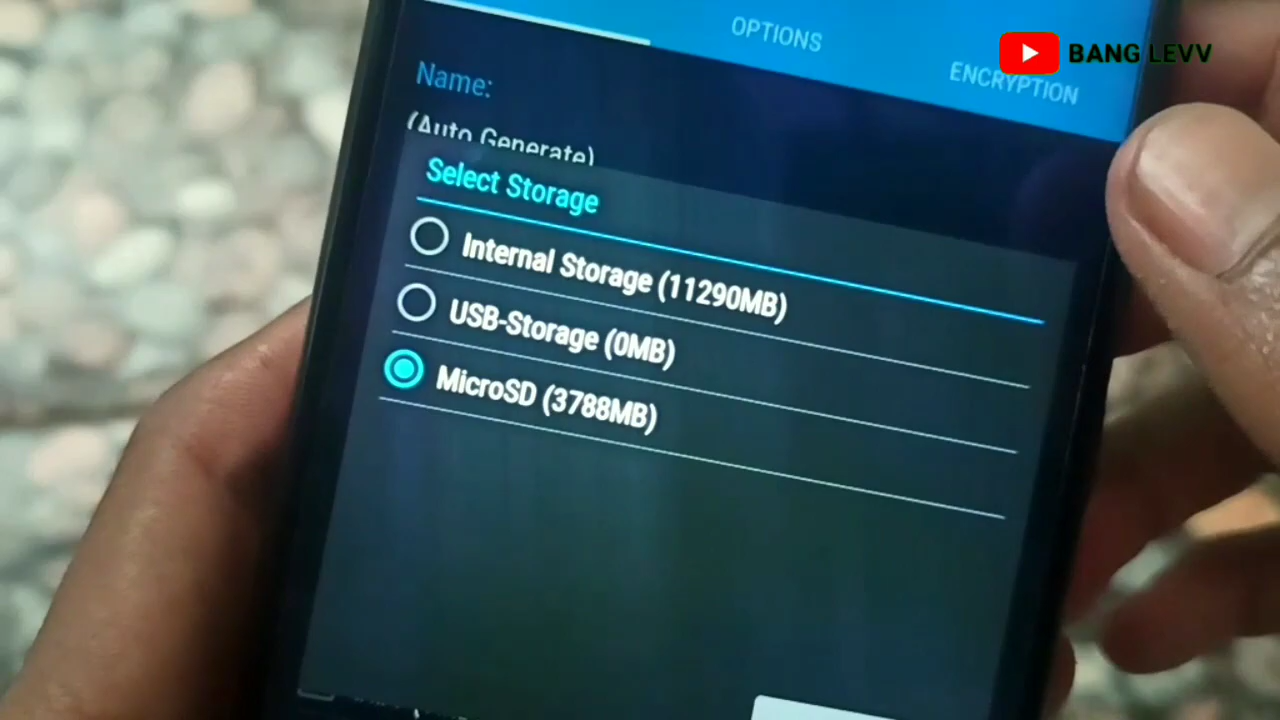 OPTIONS
BANG LEVV
ENCRYPTION
Name:
(Auto Generate)
Select Storage
Internal Storage (11290MB)
USB-Storage (0MB)
MicroSD (3788MB)